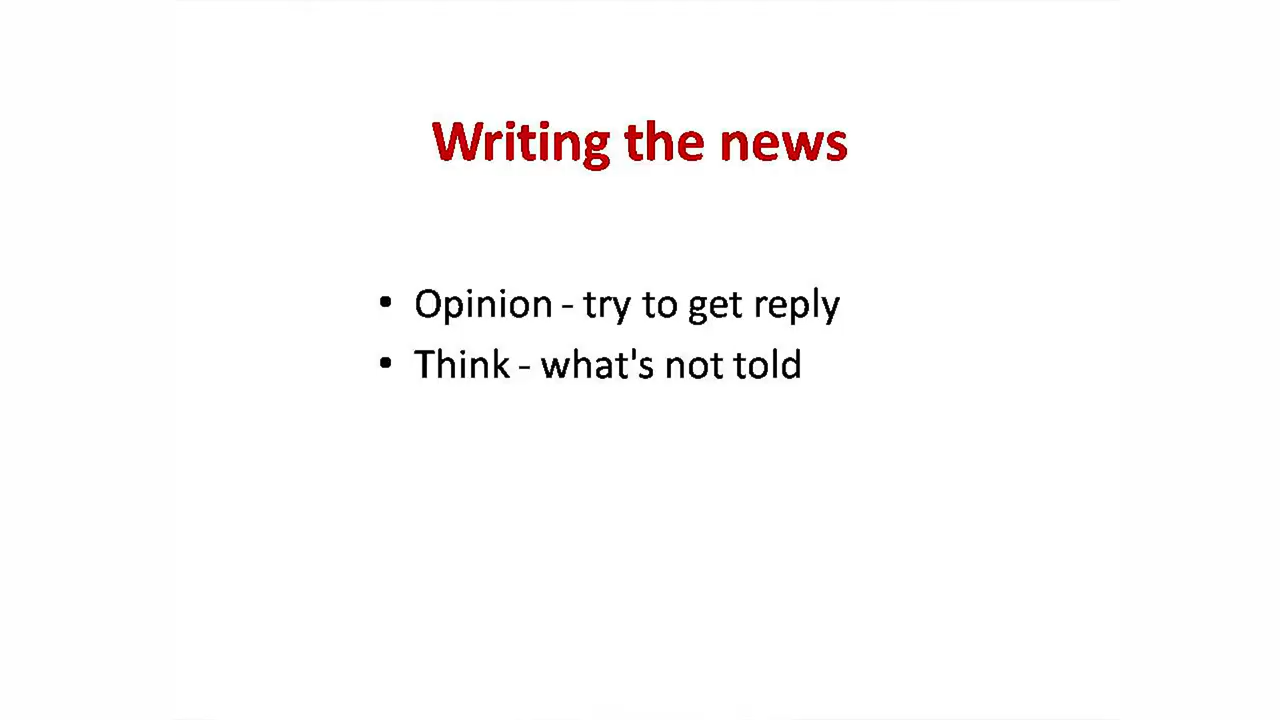 Writing the news
• Opinion - try to get reply
• Think - what's not told